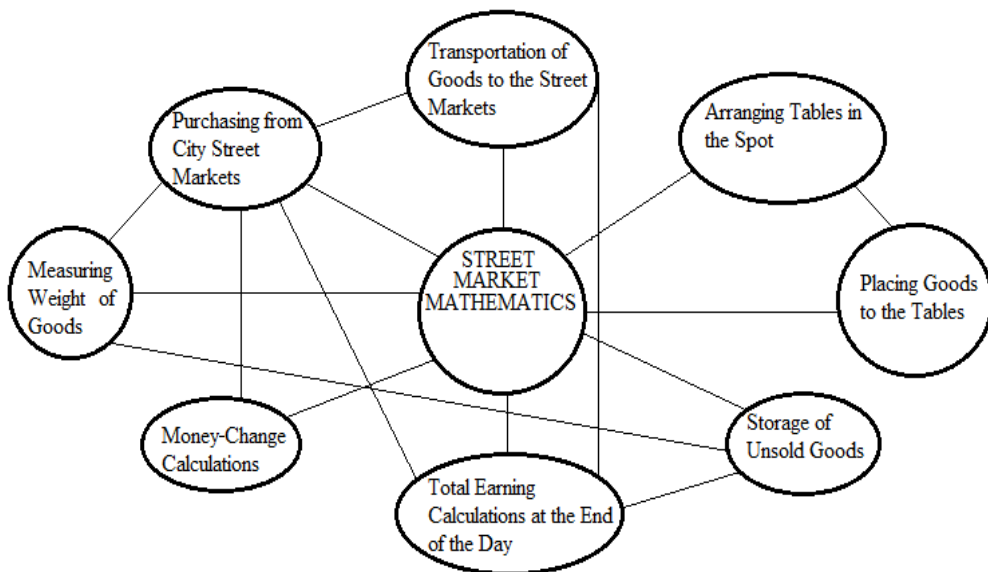 Transportation of
Goods to the Street
Markets
Arranging Tables in
the Spot
Purchasing from
City Street
Markets
STREET
MARKET
MATHEMATICS
Measuring
Weight of
Goods
Placing Goods
to the Tables
Money-Change
Calculations
Storage of
Unsold Goods
Total Earning
Calculations at the End
of the Day